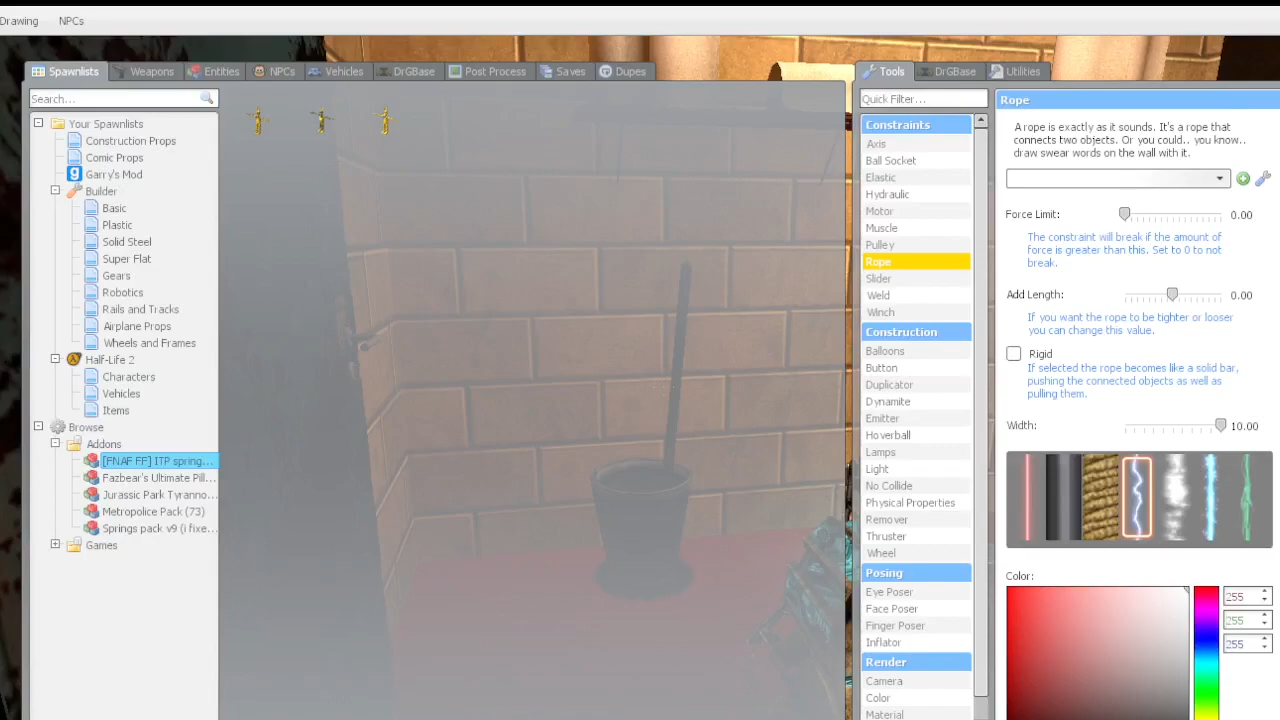 Drawing NPCs
Spawnlists Weapons Entities NPCs Vehicles DrGBase Post Process Saves Dupes
Search...
Your Spawnlists
Construction Props
Comic Props
Garry's Mod
Builder
Basic
Plastic
Solid Steel
Super Flat
Gears
Robotics
Rails and Tracks
Airplane Props
Wheels and Frames
Half-Life 2
Characters
Vehicles
Items
Browse
Addons
[FNAF FF] ITP spring...
Fazbear's Ultimate Pill...
Jurassic Park Tyranno...
Metropolice Pack (73)
Springs pack v9 (i fixe...
Games
Tools DrGBase Utilities
Quick Filter...
Constraints
Axis
Ball Socket
Elastic
Hydraulic
Motor
Muscle
Pulley
Rope
Slider
Weld
Winch
Construction
Balloons
Button
Duplicator
Dynamite
Emitter
Hoverball
Lamps
Light
No Collide
Physical Properties
Remover
Thruster
Wheel
Posing
Eye Poser
Face Poser
Finger Poser
Inflator
Render
Camera
Color
Material
Rope
A rope is exactly as it sounds. It's a rope that
connects two objects. Or you could.. you know..
draw swear words on the wall with it.
Force Limit: 0.00
The constraint will break if the amount of
force is greater than this. Set to 0 to not
break.
Add Length: 0.00
If you want the rope to be tighter or looser
you can change this value.
Rigid
If selected the rope becomes like a solid bar,
pushing the connected objects as well as
pulling them.
Width: 10.00
Color:
255
255
255